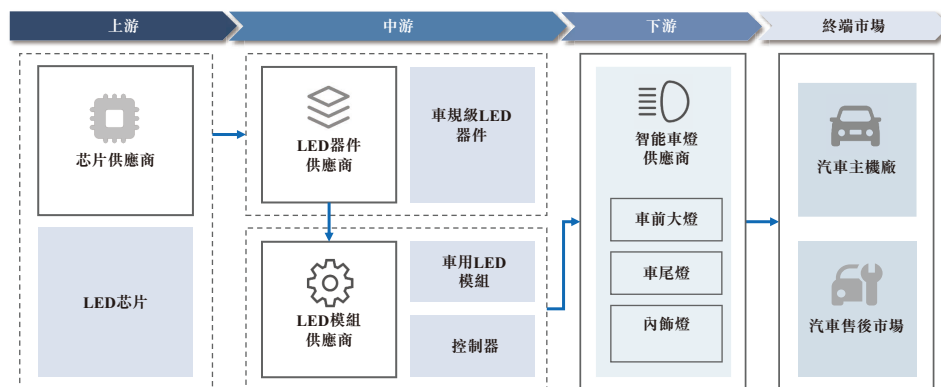 上游
中游
下游
終端市場
芯片供應商
LED芯片
LED器件
供應商
車規級LED
器件
LED模組
供應商
車用LED
模組
控制器
智能車燈
供應商
車前大燈
車尾燈
內飾燈
汽車主機廠
汽車售後市場